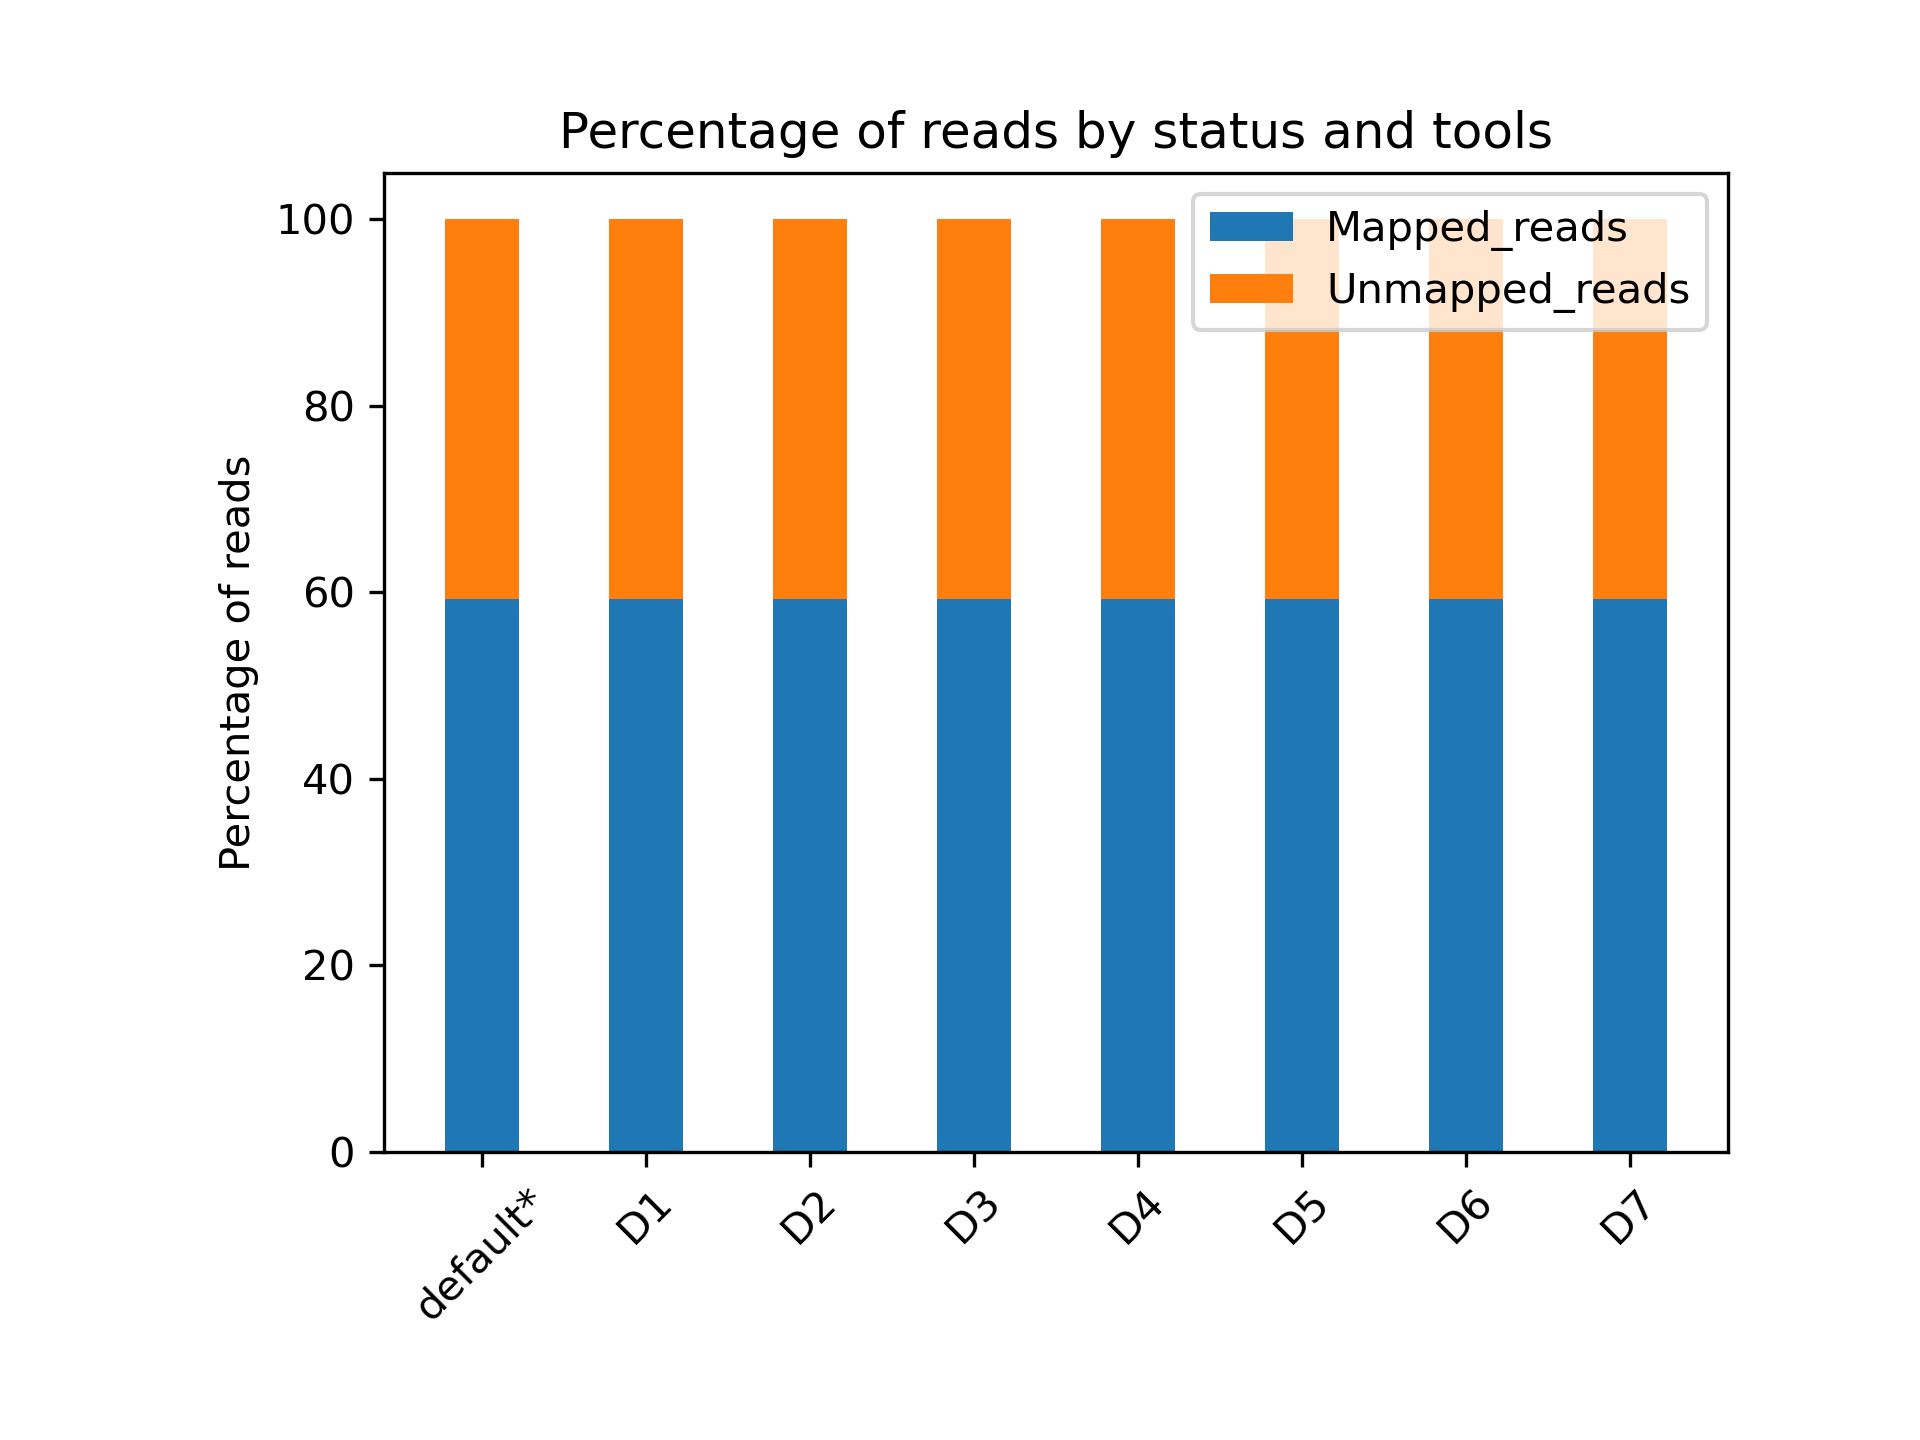 Percentage of reads by status and tools
Mapped_reads
Unmapped_reads
Percentage of reads
100
80
60
40
20
0
default*
D1
D2
D3
D4
D5
D6
D7